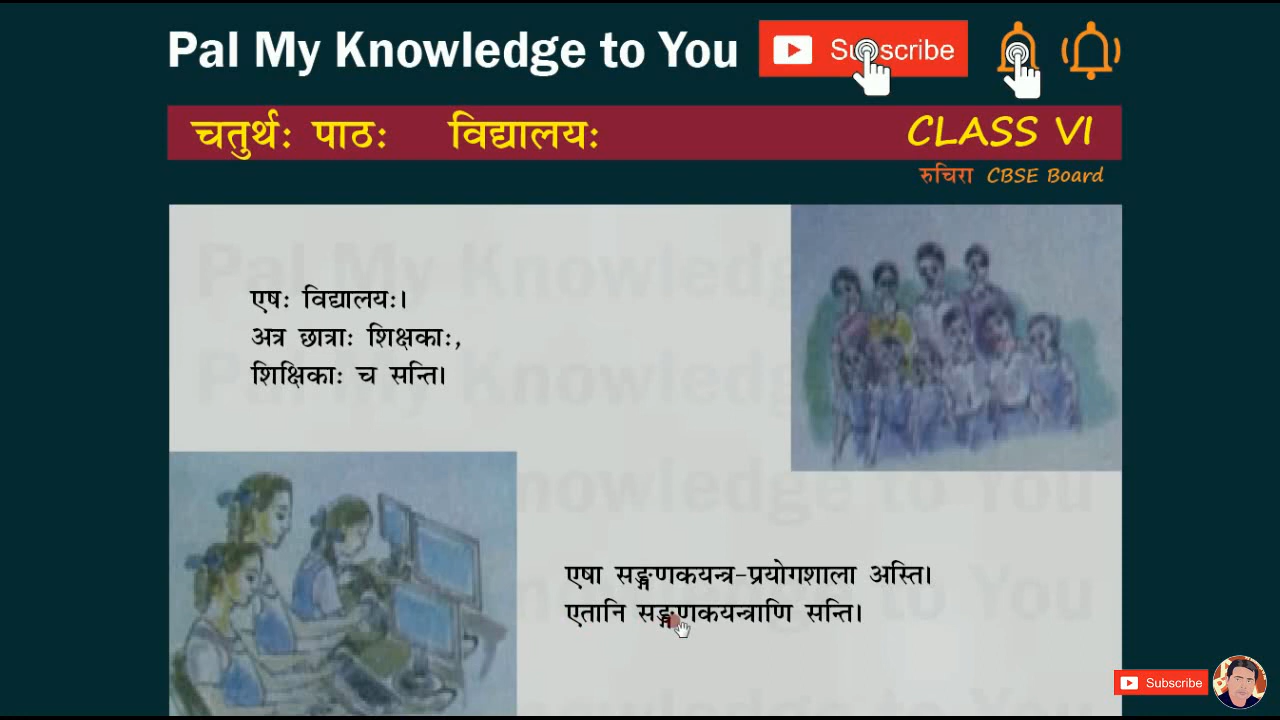 Pal My Knowledge to You
Subscribe
चतुर्थः पाठः विद्यालयः CLASS VI
रुचिरा CBSE Board
एषः विद्यालयः।
अत्र छात्राः शिक्षकाः,
शिक्षिकाः च सन्ति।
एषा सङ्गणकयन्त्र-प्रयोगशाला अस्ति।
एतानि सङ्गणकयन्त्राणि सन्ति।
Subscribe